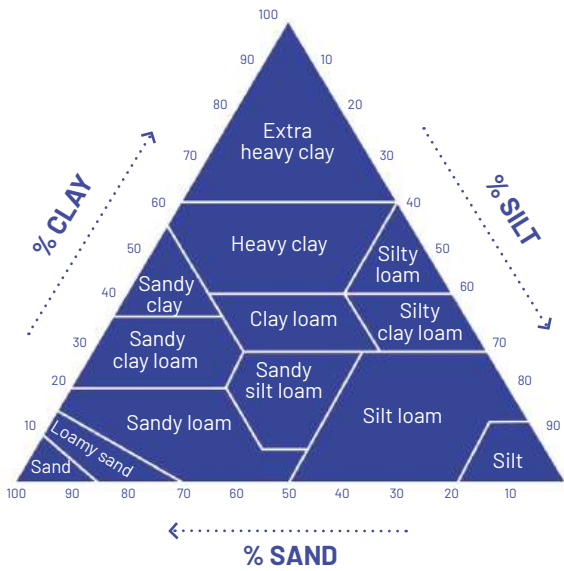 100
90
10
80
20
Extra
heavy clay
70
30
% CLAY
% SILT
60
40
Heavy clay
50
50
Silty
loam
40
60
Sandy
clay
Clay loam
Silty
clay loam
30
70
Sandy
clay loam
Sandy
silt loam
20
80
Silt loam
Sandy loam
10
90
Loamy sand
Sand
Silt
100
90
80
70
60
50
40
30
20
10
% SAND